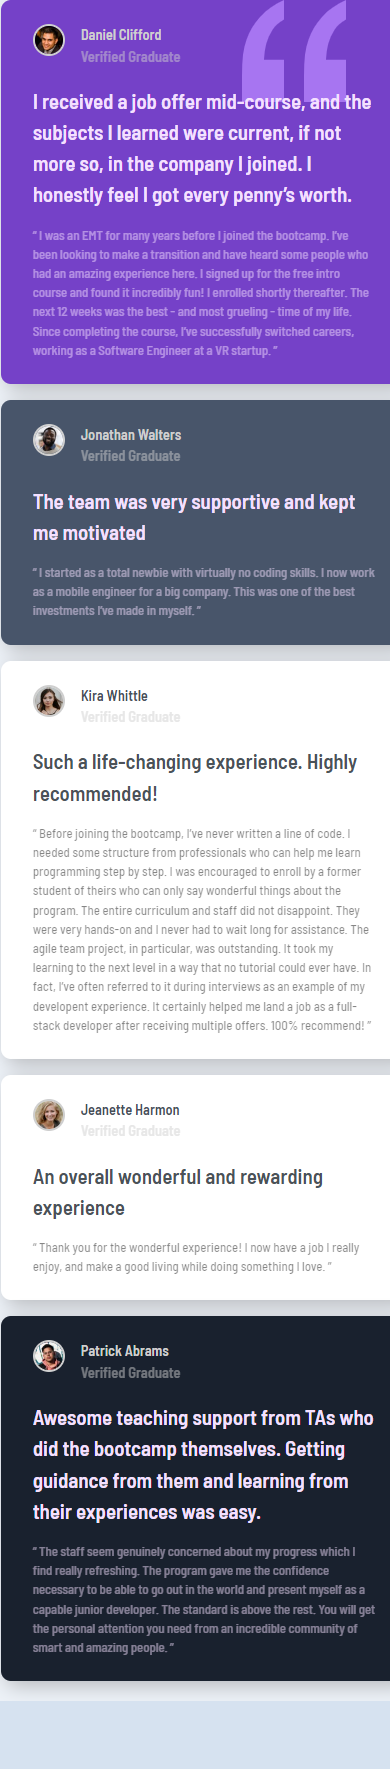 Daniel Clifford
Verified Graduate
I received a job offer mid-course, and the
subjects I learned were current, if not
more so, in the company I joined. I
honestly feel I got every penny’s worth.
“ I was an EMT for many years before I joined the bootcamp. I’ve
been looking to make a transition and have heard some people who
had an amazing experience here. I signed up for the free intro
course and found it incredibly fun! I enrolled shortly thereafter. The
next 12 weeks was the best - and most grueling - time of my life.
Since completing the course, I’ve successfully switched careers,
working as a Software Engineer at a VR startup. ”
Jonathan Walters
Verified Graduate
The team was very supportive and kept
me motivated
“ I started as a total newbie with virtually no coding skills. I now work
as a mobile engineer for a big company. This was one of the best
investments I’ve made in myself. ”
Kira Whittle
Verified Graduate
Such a life-changing experience. Highly
recommended!
“ Before joining the bootcamp, I’ve never written a line of code. I
needed some structure from professionals who can help me learn
programming step by step. I was encouraged to enroll by a former
student of theirs who can only say wonderful things about the
program. The entire curriculum and staff did not disappoint. They
were very hands-on and I never had to wait long for assistance. The
agile team project, in particular, was outstanding. It took my
learning to the next level in a way that no tutorial could ever have. In
fact, I’ve often referred to it during interviews as an example of my
developent experience. It certainly helped me land a job as a full-
stack developer after receiving multiple offers. 100% recommend! ”
Jeanette Harmon
Verified Graduate
An overall wonderful and rewarding
experience
“ Thank you for the wonderful experience! I now have a job I really
enjoy, and make a good living while doing something I love. ”
Patrick Abrams
Verified Graduate
Awesome teaching support from TAs who
did the bootcamp themselves. Getting
guidance from them and learning from
their experiences was easy.
“ The staff seem genuinely concerned about my progress which I
find really refreshing. The program gave me the confidence
necessary to be able to go out in the world and present myself as a
capable junior developer. The standard is above the rest. You will get
the personal attention you need from an incredible community of
smart and amazing people. ”